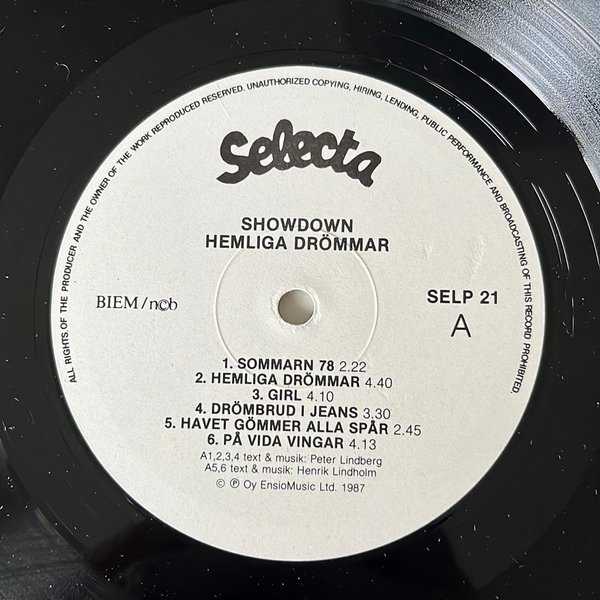 ALL RIGHTS OF THE PRODUCER AND THE OWNER OF THE WORK REPRODUCED RESERVED. UNAUTHORIZED COPYING, HIRING, LENDING, PUBLIC PERFORMANCE AND BROADCASTING OF THIS RECORD PROHIBITED.
Selecta
SHOWDOWN
HEMLIGA DRÖMMAR
BIEM/n©b
SELP 21
A
1. SOMMARN 78 2.22
2. HEMLIGA DRÖMMAR 4.40
3. GIRL 4.10
4. DRÖMBRUD I JEANS 3.30
5. HAVET GÖMMER ALLA SPÅR 2.45
6. PÅ VIDA VINGAR 4.13
A1,2,3,4 text & musik: Peter Lindberg
A5,6 text & musik: Henrik Lindholm
© ℗ Oy EnsioMusic Ltd. 1987